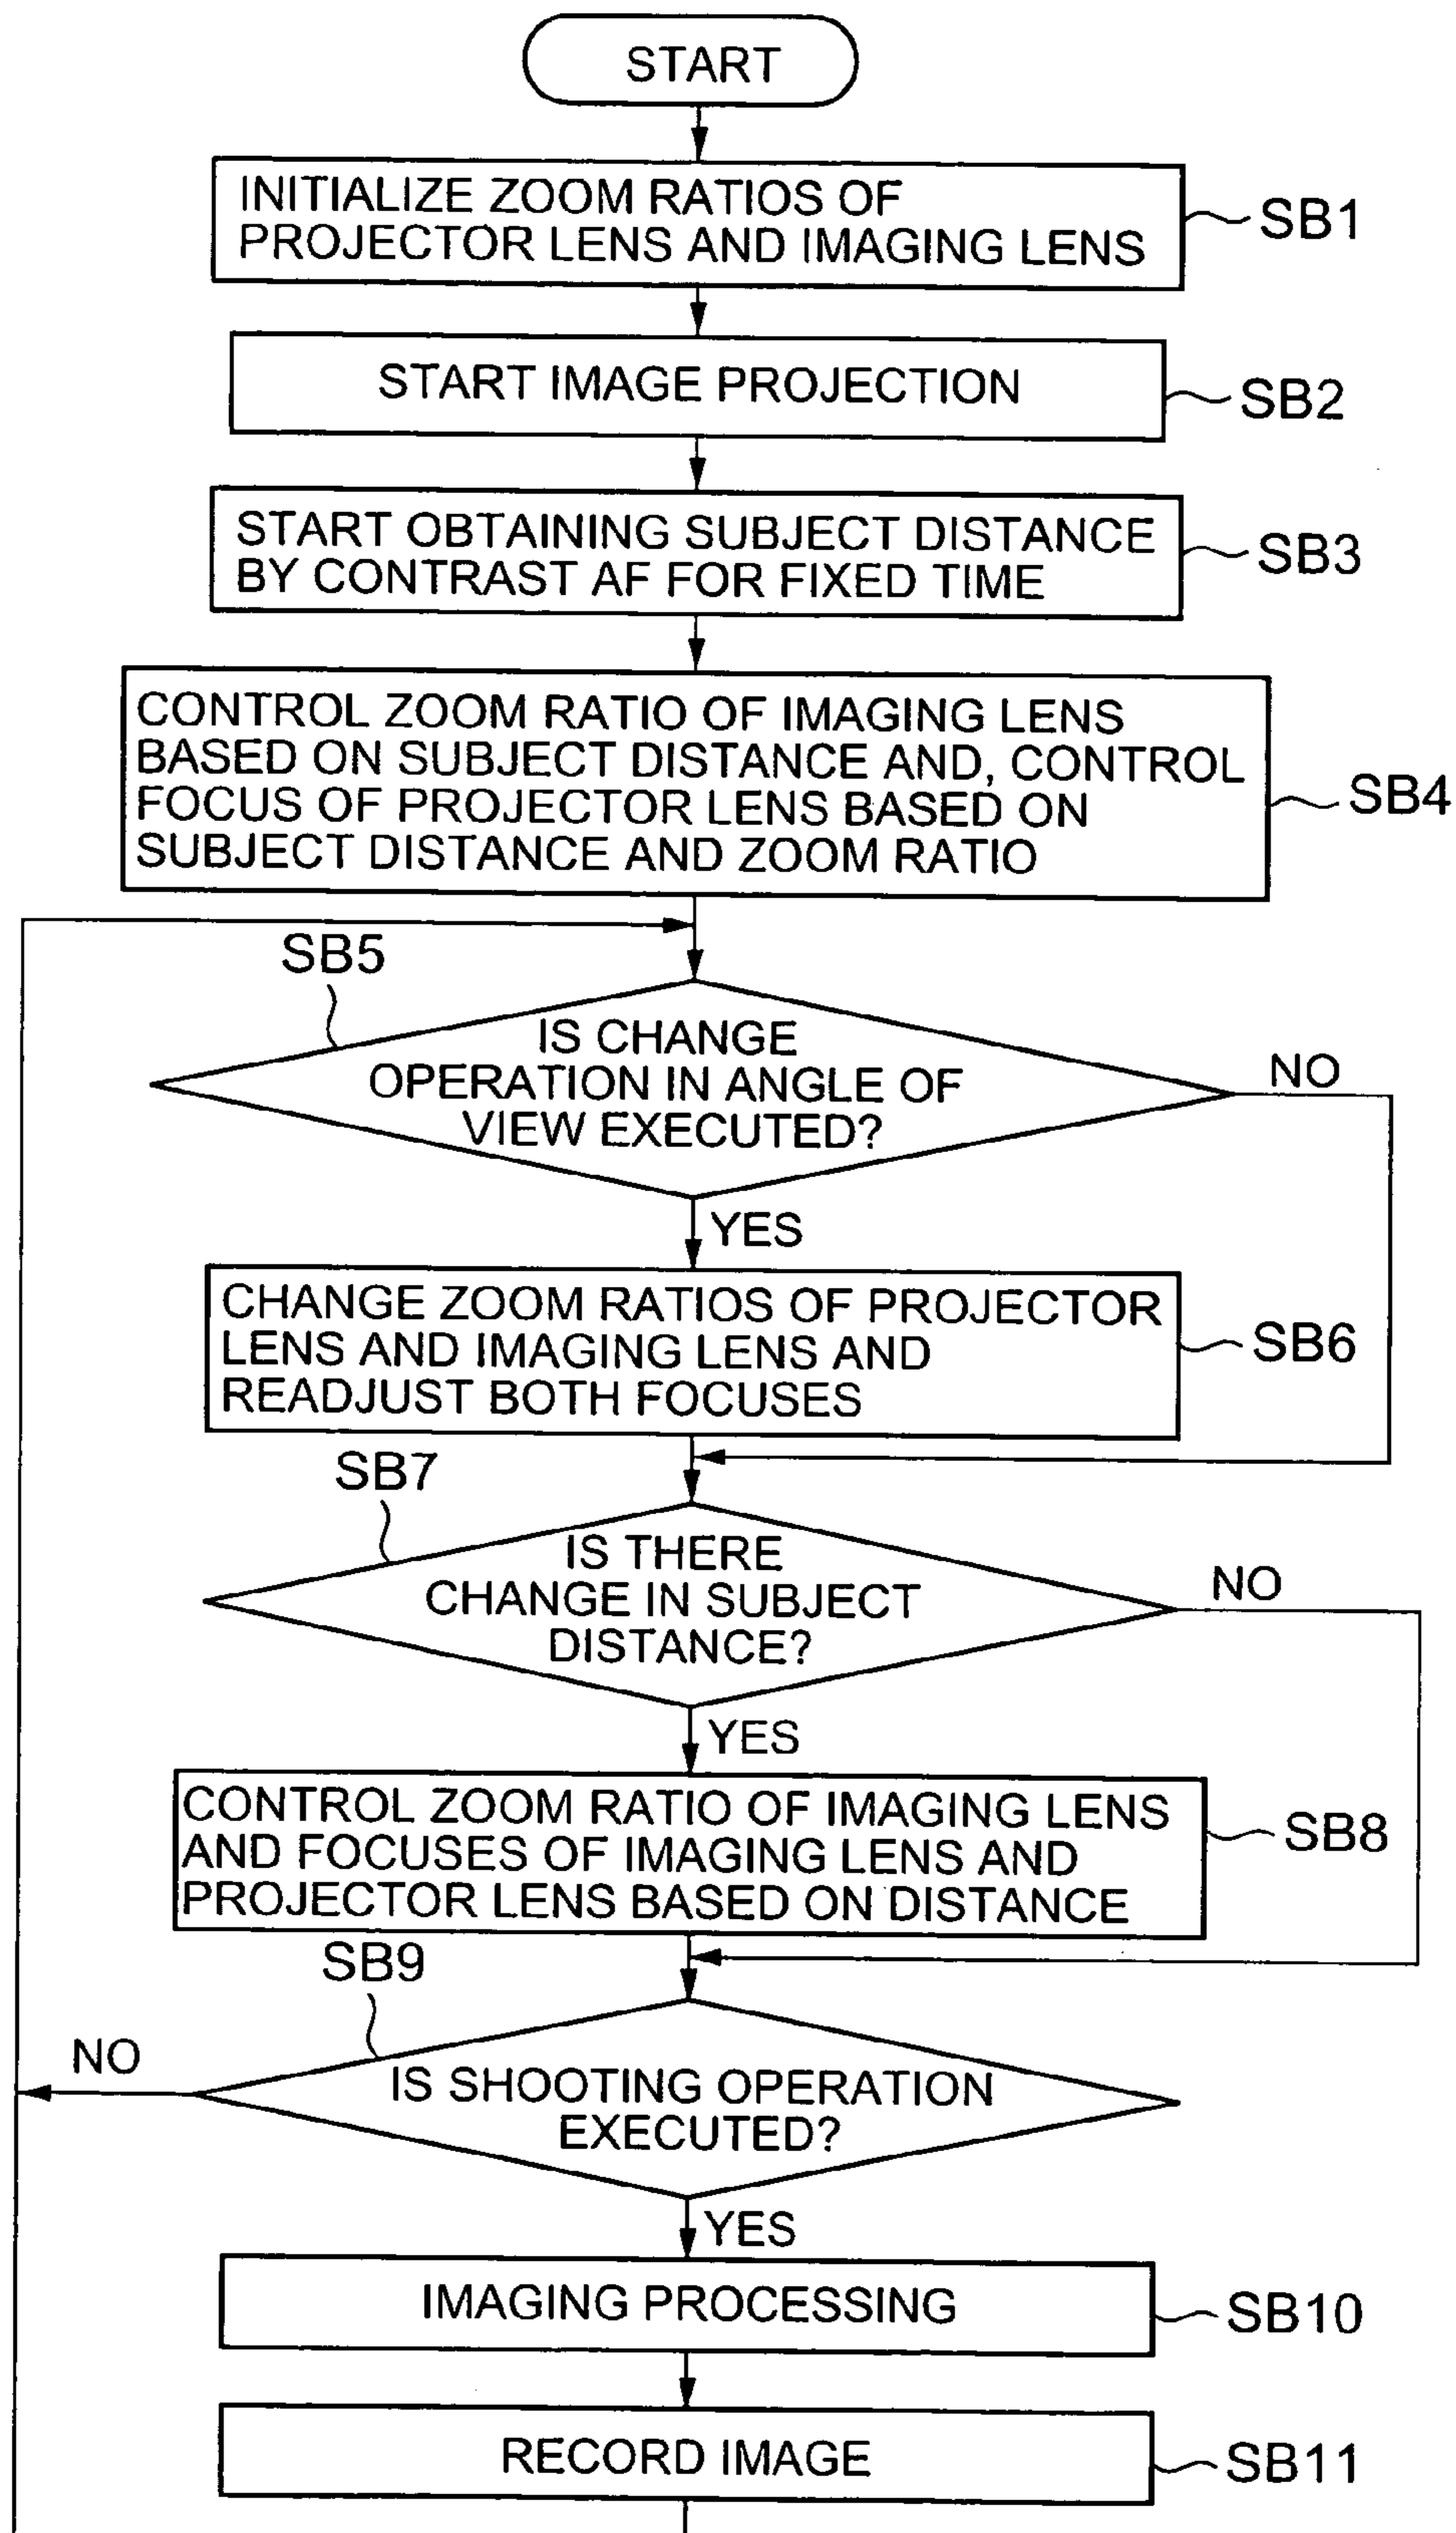 START
INITIALIZE ZOOM RATIOS OF
PROJECTOR LENS AND IMAGING LENS
SB1
START IMAGE PROJECTION
SB2
START OBTAINING SUBJECT DISTANCE
BY CONTRAST AF FOR FIXED TIME
SB3
CONTROL ZOOM RATIO OF IMAGING LENS
BASED ON SUBJECT DISTANCE AND, CONTROL
FOCUS OF PROJECTOR LENS BASED ON
SUBJECT DISTANCE AND ZOOM RATIO
SB4
SB5
IS CHANGE
OPERATION IN ANGLE OF
VIEW EXECUTED?
NO
YES
CHANGE ZOOM RATIOS OF PROJECTOR
LENS AND IMAGING LENS AND
READJUST BOTH FOCUSES
SB6
SB7
IS THERE
CHANGE IN SUBJECT
DISTANCE?
NO
YES
CONTROL ZOOM RATIO OF IMAGING LENS
AND FOCUSES OF IMAGING LENS AND
PROJECTOR LENS BASED ON DISTANCE
SB8
SB9
NO
IS SHOOTING OPERATION
EXECUTED?
YES
IMAGING PROCESSING
SB10
RECORD IMAGE
SB11